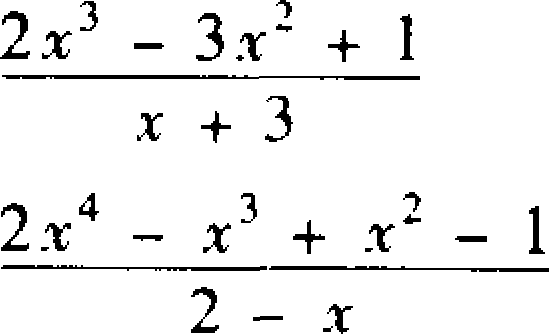 2x³ - 3x² + 1
x + 3
2x⁴ - x³ + x² - 1
2 - x